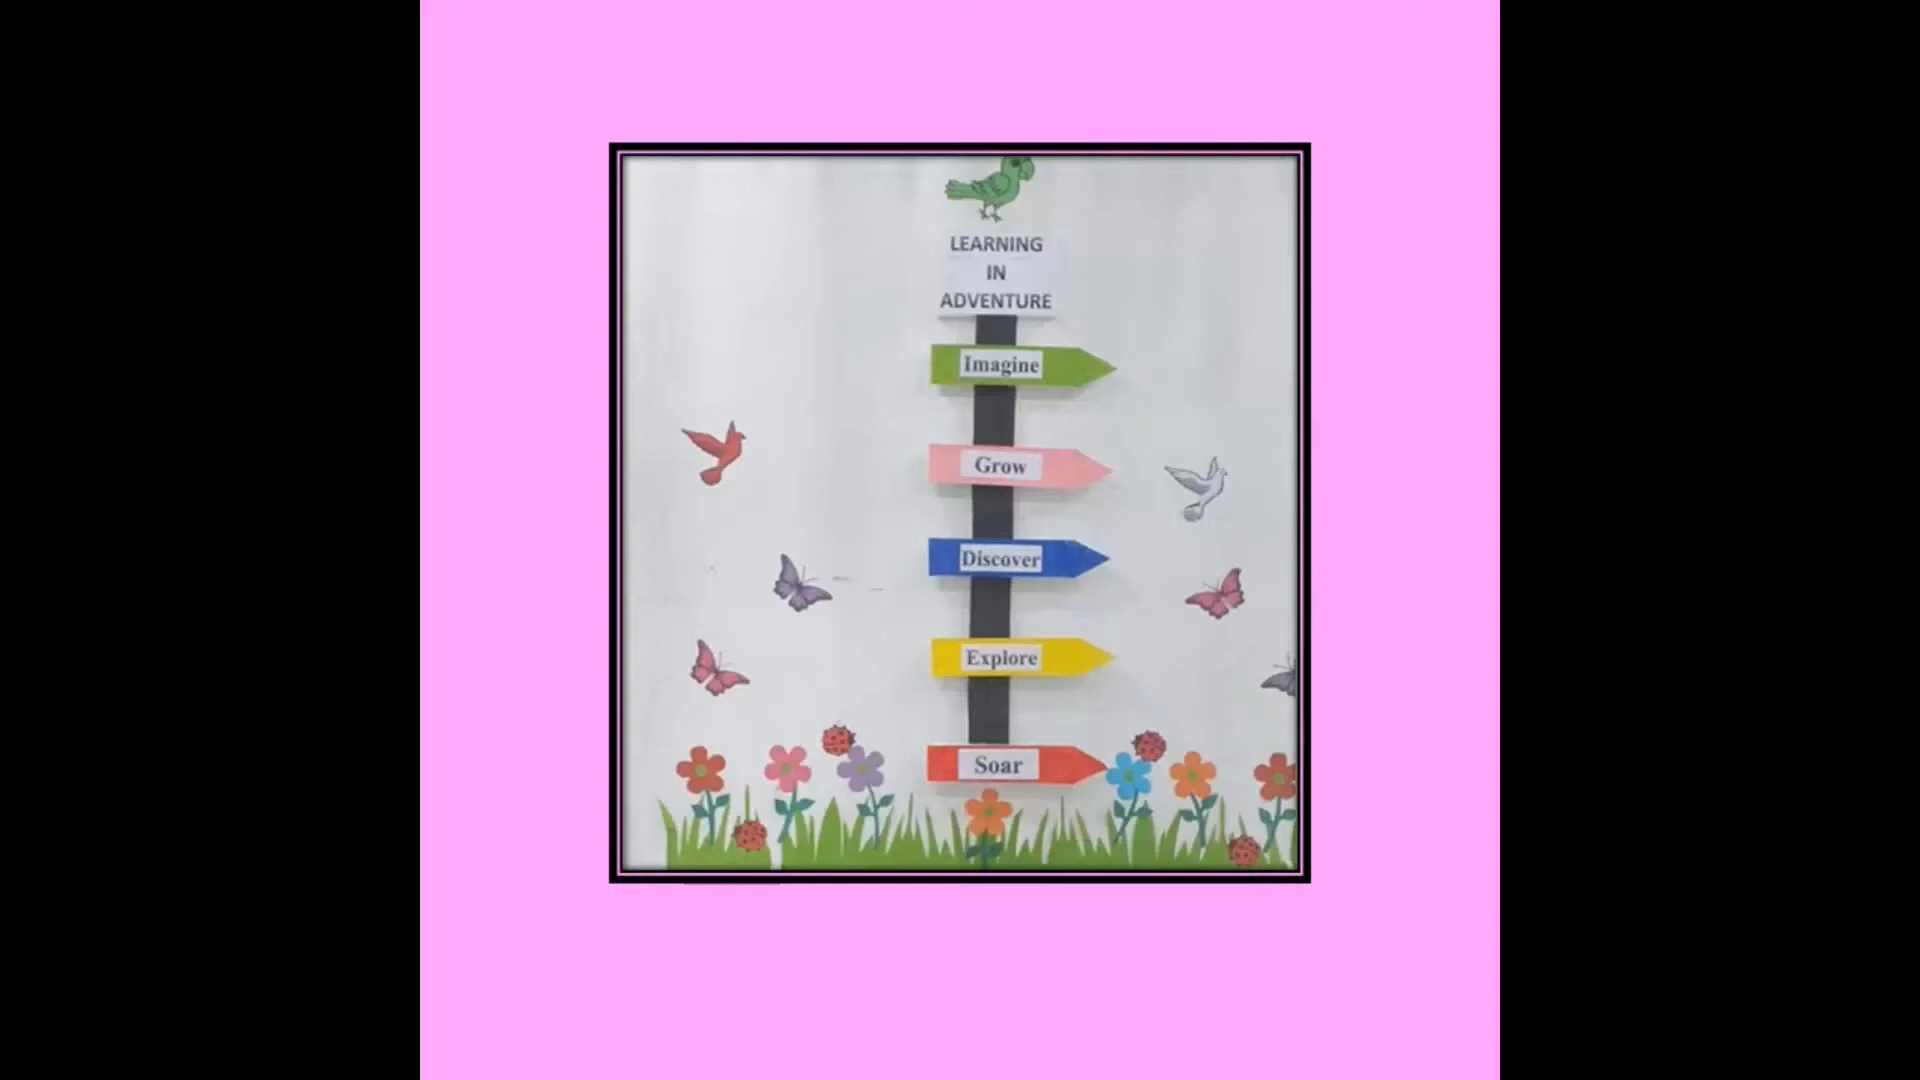 LEARNING
IN
ADVENTURE
Imagine
Grow
Discover
Explore
Soar